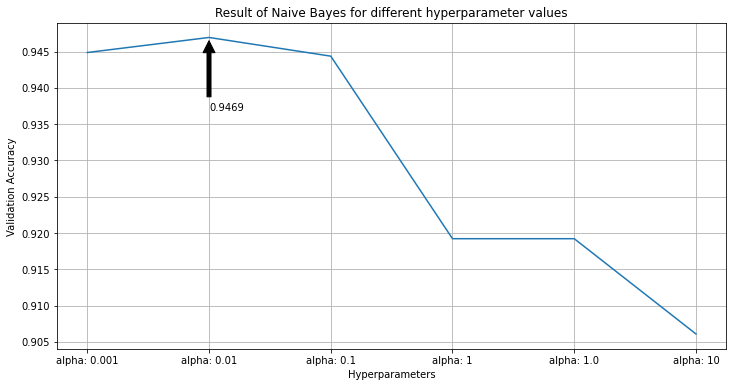 Result of Naive Bayes for different hyperparameter values
0.945
0.940
0.935
0.930
0.925
0.920
0.915
0.910
0.905
Validation Accuracy
0.9469
alpha: 0.001 alpha: 0.01 alpha: 0.1 alpha: 1 alpha: 1.0 alpha: 10
Hyperparameters